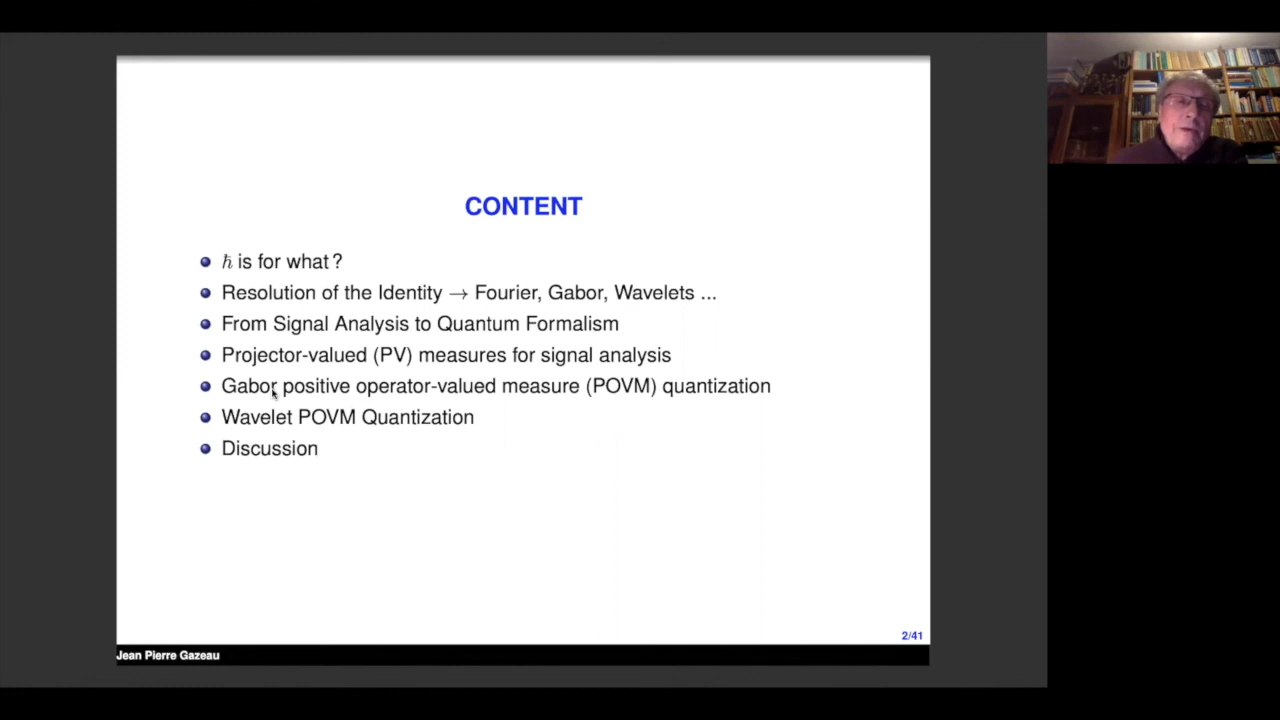 CONTENT
ℏ is for what ?
Resolution of the Identity → Fourier, Gabor, Wavelets ...
From Signal Analysis to Quantum Formalism
Projector-valued (PV) measures for signal analysis
Gabor positive operator-valued measure (POVM) quantization
Wavelet POVM Quantization
Discussion
2/41
Jean Pierre Gazeau